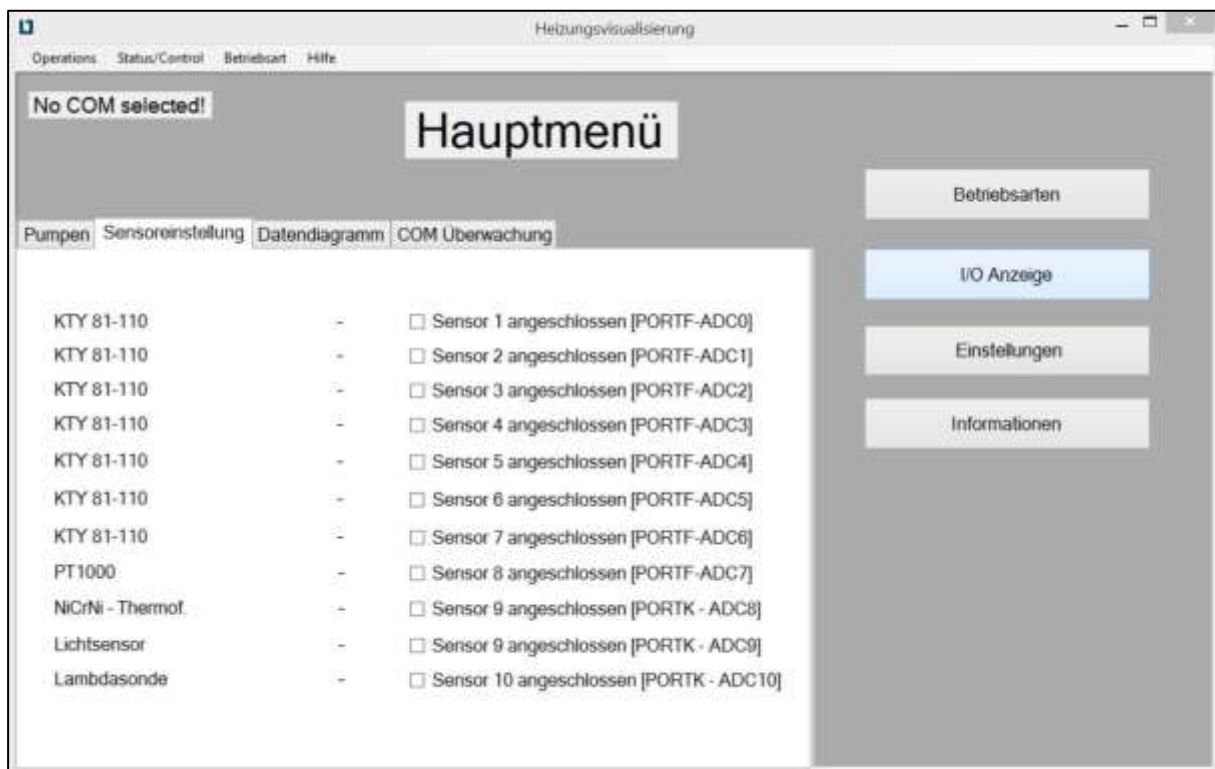 Heizungsvisualisierung
Operations Status/Control Betriebsart Hilfe
No COM selected!
Hauptmenü
Betriebsarten
Pumpen Sensoreinstellung Datendiagramm COM Überwachung
I/O Anzeige
KTY 81-110 - Sensor 1 angeschlossen [PORTF-ADC0]
KTY 81-110 - Sensor 2 angeschlossen [PORTF-ADC1]
Einstellungen
KTY 81-110 - Sensor 3 angeschlossen [PORTF-ADC2]
KTY 81-110 - Sensor 4 angeschlossen [PORTF-ADC3]
Informationen
KTY 81-110 - Sensor 5 angeschlossen [PORTF-ADC4]
KTY 81-110 - Sensor 6 angeschlossen [PORTF-ADC5]
KTY 81-110 - Sensor 7 angeschlossen [PORTF-ADC6]
PT1000 - Sensor 8 angeschlossen [PORTF-ADC7]
NiCrNi - Thermof. - Sensor 9 angeschlossen [PORTK - ADC8]
Lichtsensor - Sensor 9 angeschlossen [PORTK - ADC9]
Lambdasonde - Sensor 10 angeschlossen [PORTK - ADC10]